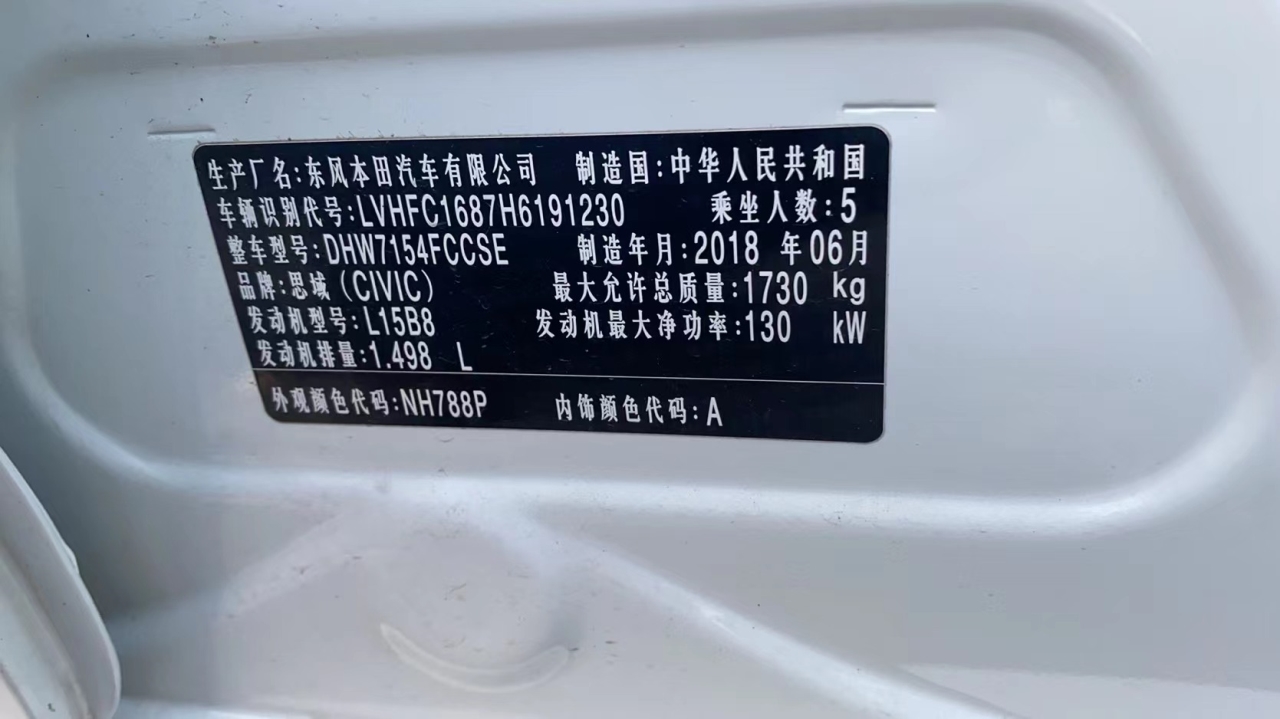 生产厂名:东风本田汽车有限公司 制造国:中华人民共和国
车辆识别代号:LVHFC1687H6191230 乘坐人数:5
整车型号:DHW7154FCCSE 制造年月:2018 年06月
品牌:思域(CIVIC) 最大允许总质量:1730 kg
发动机型号:L15B8 发动机最大净功率:130 kW
发动机排量:1.498 L
外观颜色代码:NH788P 内饰颜色代码:A